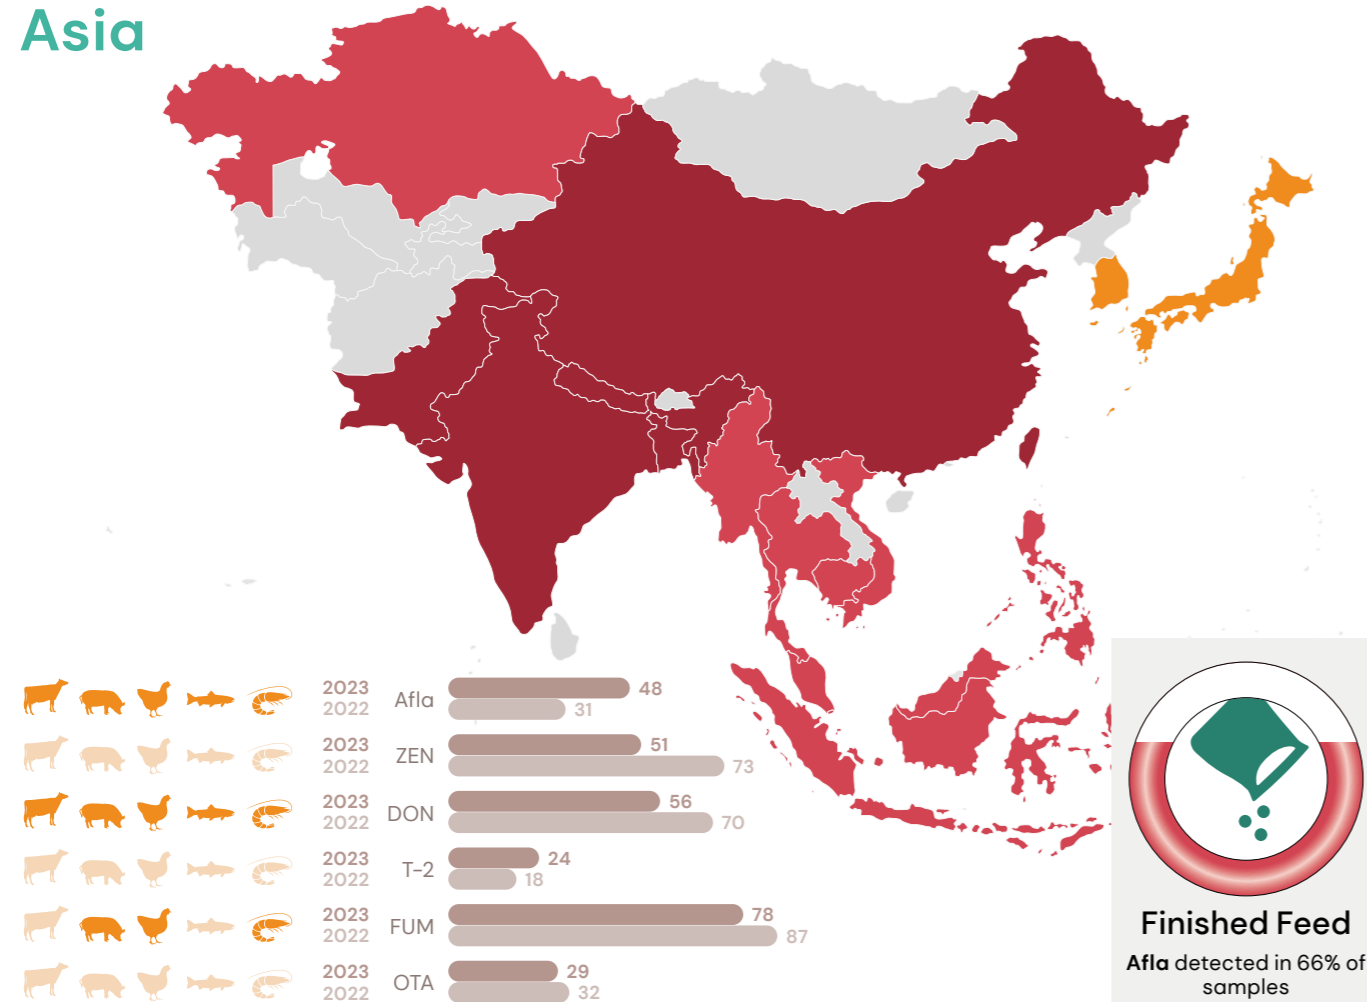 Asia
2023 Afla 48
2022 31
2023 ZEN 51
2022 73
2023 DON 56
2022 70
2023 T-2 24
2022 18
2023 FUM 78
2022 87
2023 OTA 29
2022 32
Finished Feed
Afla detected in 66% of
samples